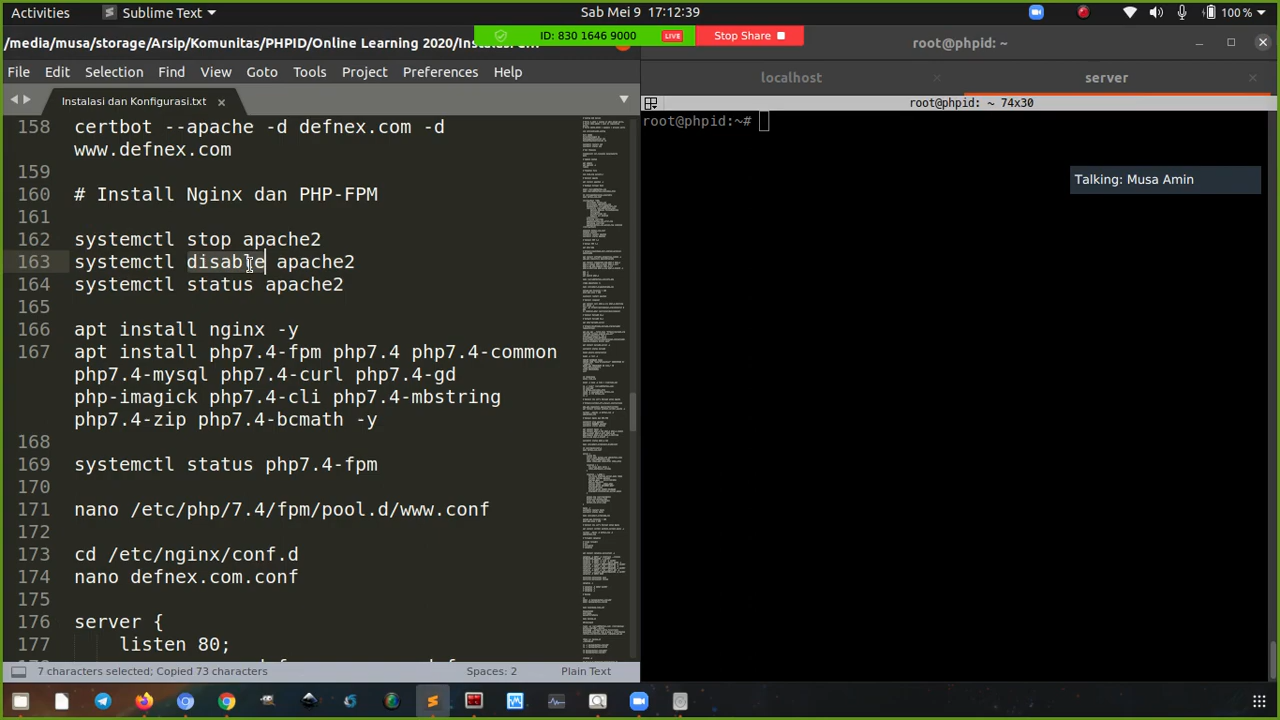 Activities
Sublime Text
Sab Mei 9 17:12:39
100 %
/media/musa/storage/Arsip/Komunitas/PHPID/Online Learning 2020/
ID: 830 1646 9000
LIVE
Stop Share
root@phpid: ~
File Edit Selection Find View Goto Tools Project Preferences Help
localhost
server
Instalasi dan Konfigurasi.txt
root@phpid: ~ 74x30
root@phpid:~#
Talking: Musa Amin
158 certbot --apache -d defnex.com -d
www.defnex.com
159
160 # Install Nginx dan PHP-FPM
161
162 systemctl stop apache2
163 systemctl disable apache2
164 systemctl status apache2
165
166 apt install nginx -y
167 apt install php7.4-fpm php7.4 php7.4-common
php7.4-mysql php7.4-curl php7.4-gd
php-imagick php7.4-cli php7.4-mbstring
php7.4-zip php7.4-bcmath -y
168
169 systemctl status php7.4-fpm
170
171 nano /etc/php/7.4/fpm/pool.d/www.conf
172
173 cd /etc/nginx/conf.d
174 nano defnex.com.conf
175
176 server {
177 listen 80;
7 characters selected; Copied 73 characters
Spaces: 2
Plain Text